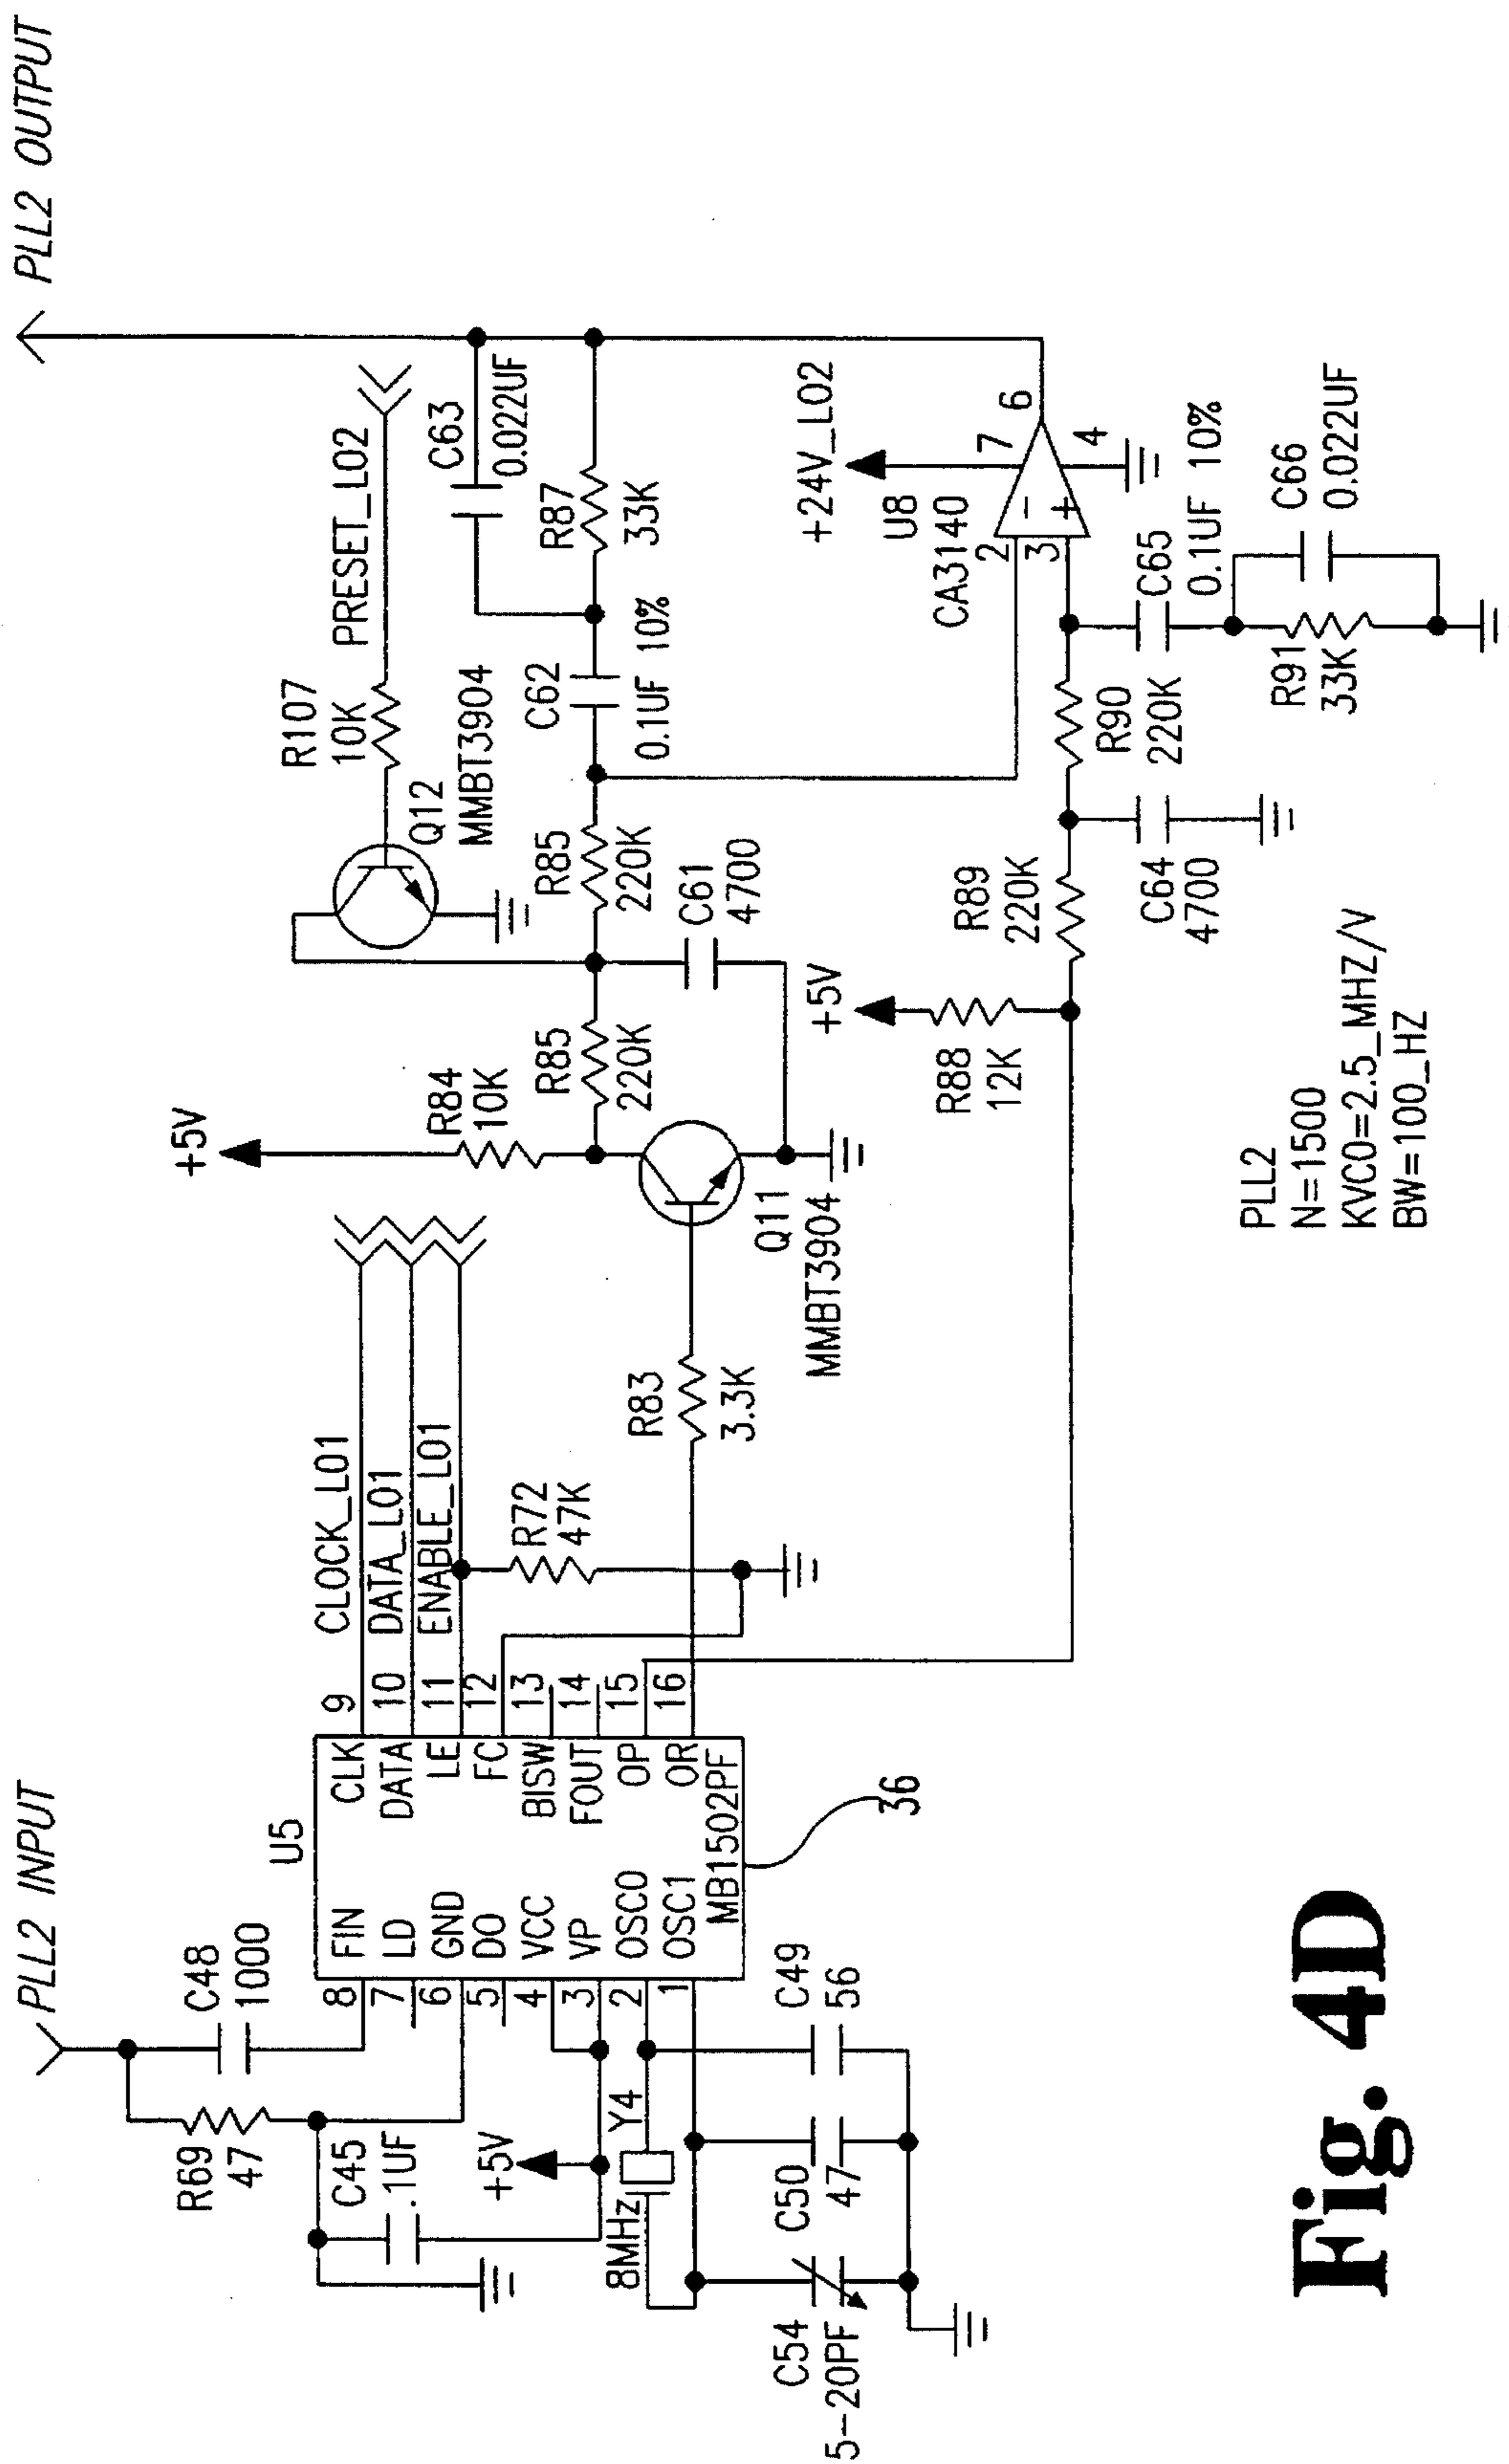 PLL2 INPUT
PLL2 OUTPUT
C48
1000
R69
47
C45
.1UF
+5V
8MHz
Y4
C54
5-20PF
C50
47
C49
56
U5
8
FIN
CLK
9
7
LD
DATA
10
6
GND
LE
11
5
DO
FC
12
4
VCC
BISW
13
3
VP
FOUT
14
2
OSCO
OP
15
1
OSC1
OR
16
MB1502PF
36
CLOCK_LO1
DATA_LO1
ENABLE_LO1
R72
47K
R83
3.3K
Q11
MMBT3904
+5V
R84
10K
R85
220K
R85
220K
C61
4700
Q12
MMBT3904
R107
10K
PRESET_LO2
C62
0.1UF 10%
C63
0.022UF
R87
33K
+5V
R88
12K
R89
220K
C64
4700
R90
220K
C65
0.1UF 10%
R91
33K
C66
0.022UF
+24V_LO2
U8
CA3140
2
3
-
+
7
6
4
PLL2
N=1500
KVCO=2.5_MHZ/V
BW=100_HZ
Fig. 4D